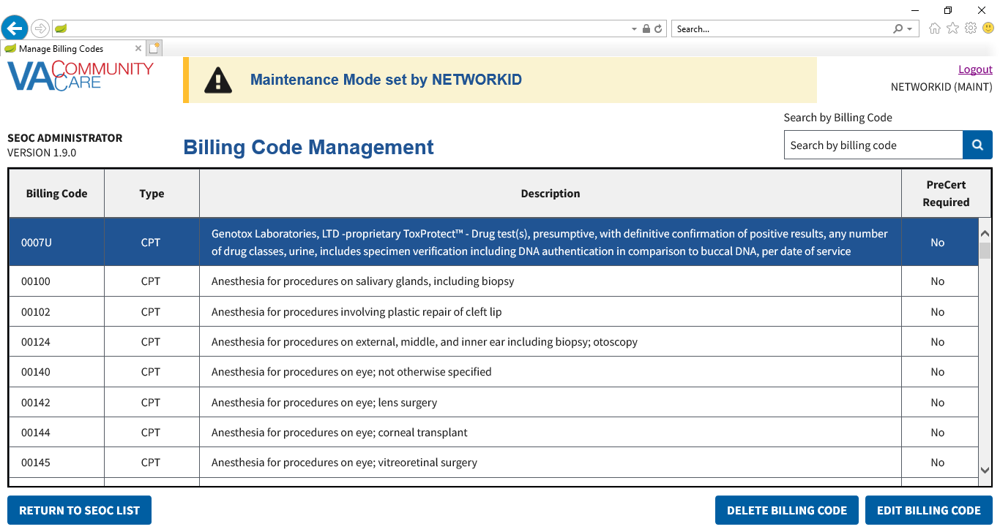 Search...
Manage Billing Codes
VA COMMUNITY CARE
Maintenance Mode set by NETWORKID
Logout
NETWORKID (MAINT)
Search by Billing Code
SEOC ADMINISTRATOR
VERSION 1.9.0
Billing Code Management
Search by billing code
Billing Code Type Description PreCert Required
0007U CPT Genotox Laboratories, LTD -proprietary ToxProtect™ - Drug test(s), presumptive, with definitive confirmation of positive results, any number
of drug classes, urine, includes specimen verification including DNA authentication in comparison to buccal DNA, per date of service No
00100 CPT Anesthesia for procedures on salivary glands, including biopsy No
00102 CPT Anesthesia for procedures involving plastic repair of cleft lip No
00124 CPT Anesthesia for procedures on external, middle, and inner ear including biopsy; otoscopy No
00140 CPT Anesthesia for procedures on eye; not otherwise specified No
00142 CPT Anesthesia for procedures on eye; lens surgery No
00144 CPT Anesthesia for procedures on eye; corneal transplant No
00145 CPT Anesthesia for procedures on eye; vitreoretinal surgery No
RETURN TO SEOC LIST DELETE BILLING CODE EDIT BILLING CODE